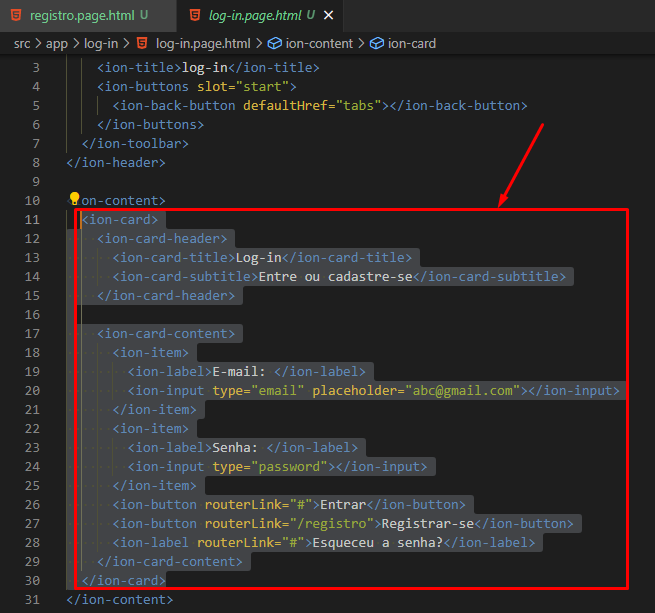 registro.page.html U
log-in.page.html U
src > app > log-in > log-in.page.html > ion-content > ion-card
3 <ion-title>log-in</ion-title>
4 <ion-buttons slot="start">
5 <ion-back-button defaultHref="tabs"></ion-back-button>
6 </ion-buttons>
7 </ion-toolbar>
8 </ion-header>
9
10 on-content>
11 <ion-card>
12 <ion-card-header>
13 <ion-card-title>Log-in</ion-card-title>
14 <ion-card-subtitle>Entre ou cadastre-se</ion-card-subtitle>
15 </ion-card-header>
16
17 <ion-card-content>
18 <ion-item>
19 <ion-label>E-mail: </ion-label>
20 <ion-input type="email" placeholder="abc@gmail.com"></ion-input>
21 </ion-item>
22 <ion-item>
23 <ion-label>Senha: </ion-label>
24 <ion-input type="password"></ion-input>
25 </ion-item>
26 <ion-button routerLink="#">Entrar</ion-button>
27 <ion-button routerLink="/registro">Registrar-se</ion-button>
28 <ion-label routerLink="#">Esqueceu a senha?</ion-label>
29 </ion-card-content>
30 </ion-card>
31 </ion-content>